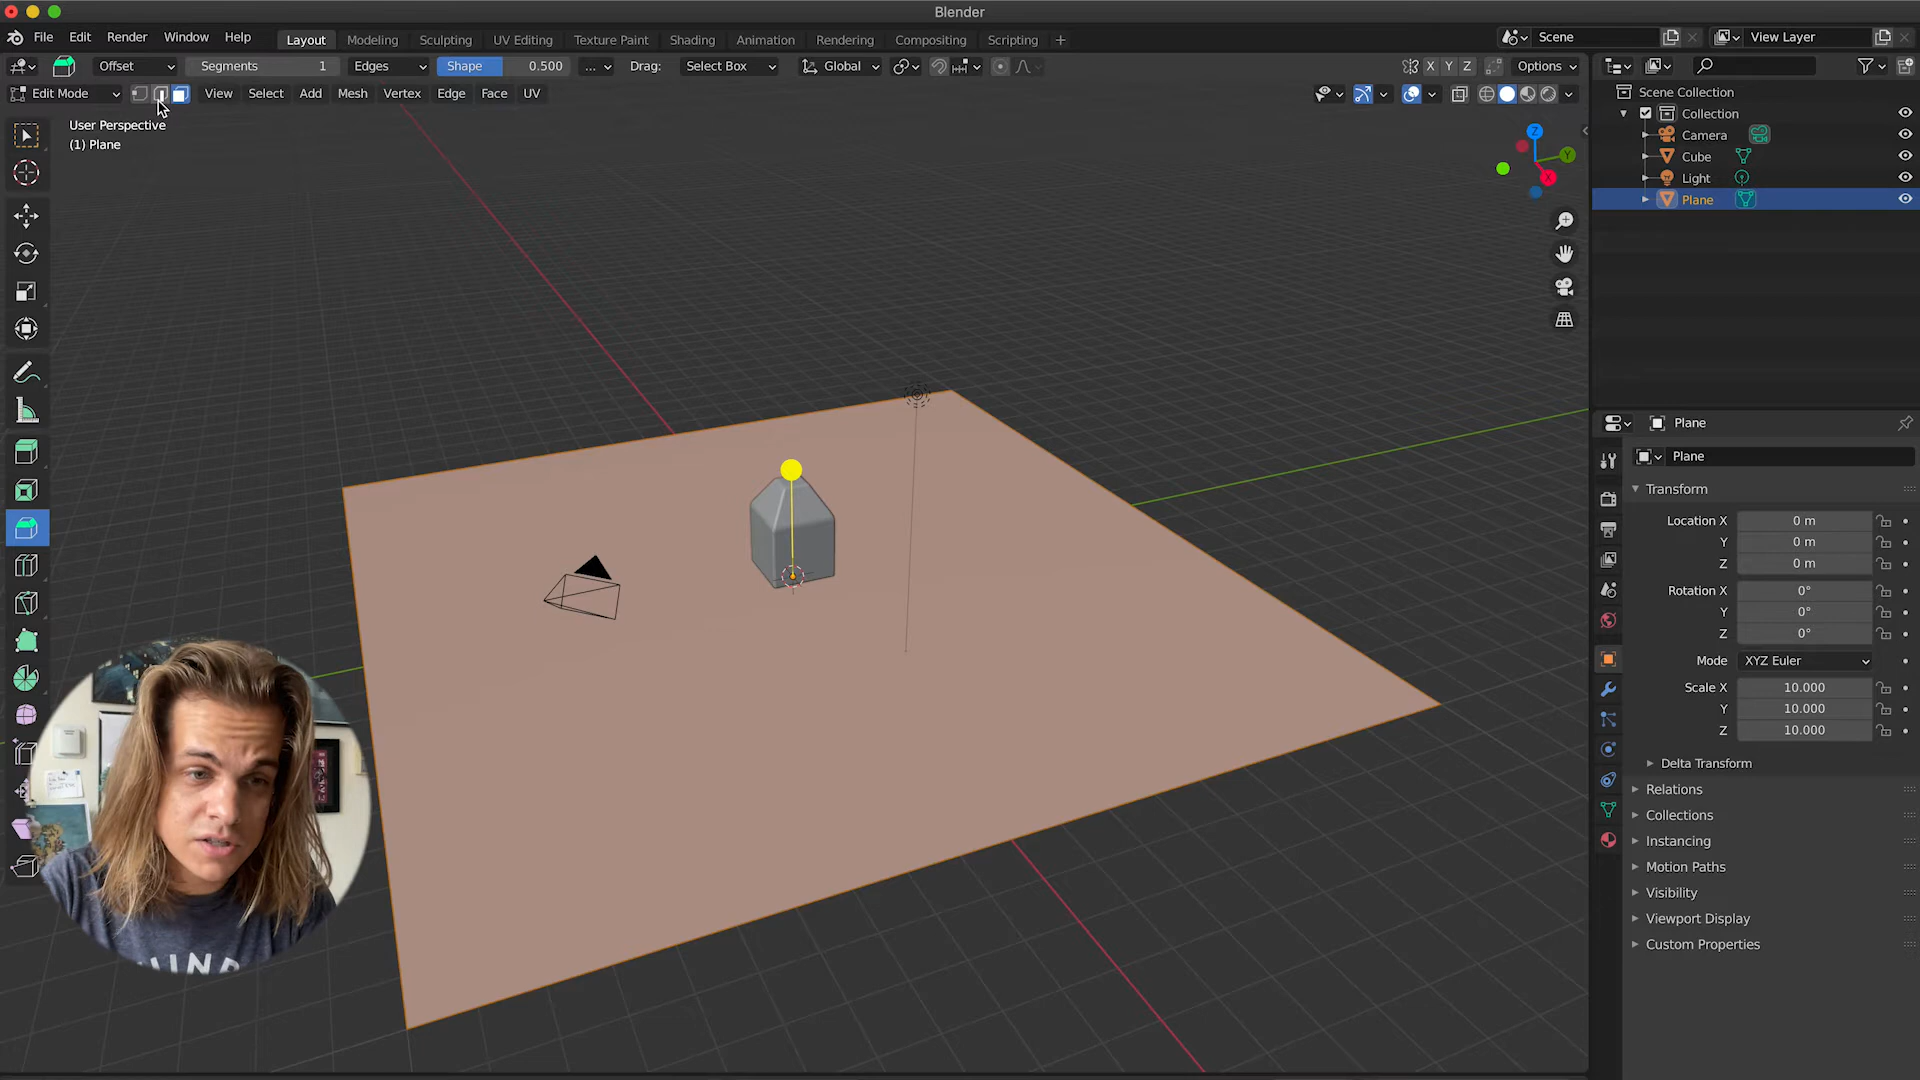 Blender
File Edit Render Window Help
Layout Modeling Sculpting UV Editing Texture Paint Shading Animation Rendering Compositing Scripting +
Scene
View Layer
Offset Segments 1 Edges Shape 0.500 ... Drag: Select Box Global X Y Z Options
Edit Mode View Select Add Mesh Vertex Edge Face UV
User Perspective
(1) Plane
Z
Y
X
Scene Collection
Collection
Camera
Cube
Light
Plane
Plane
Plane
Transform
Location X 0 m
Y 0 m
Z 0 m
Rotation X 0°
Y 0°
Z 0°
Mode XYZ Euler
Scale X 10.000
Y 10.000
Z 10.000
Delta Transform
Relations
Collections
Instancing
Motion Paths
Visibility
Viewport Display
Custom Properties